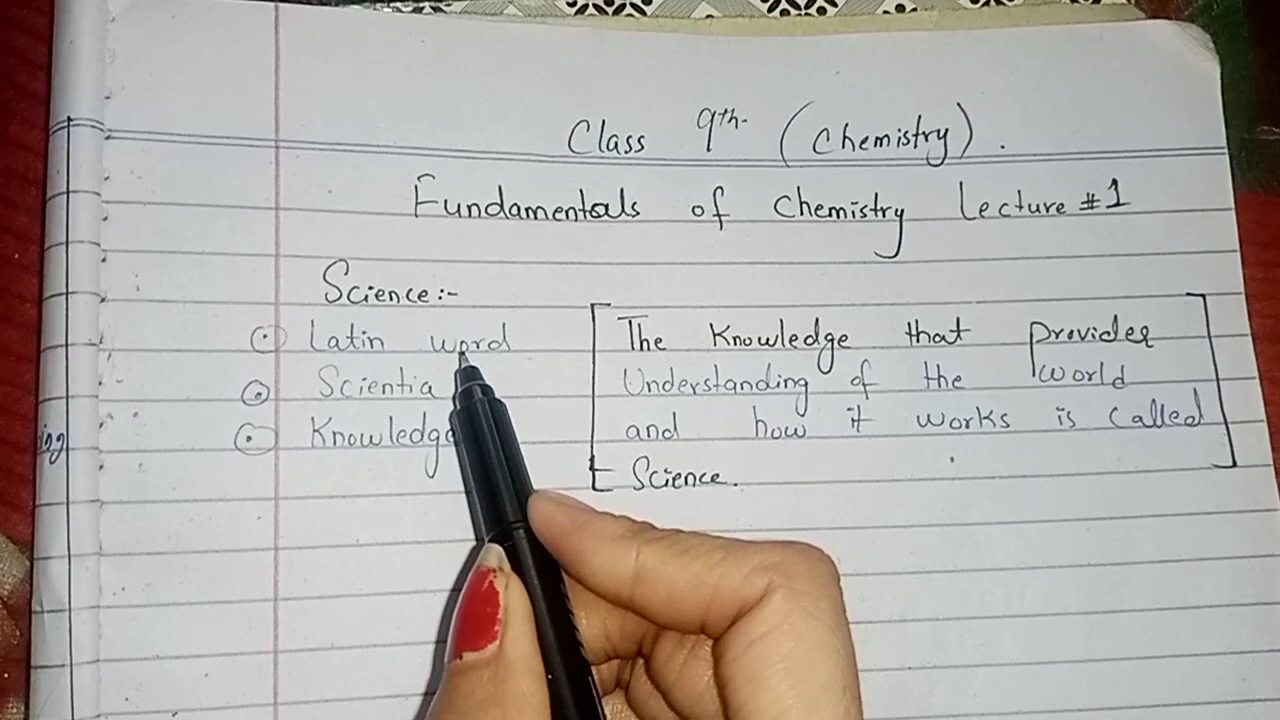 Class 9th. (Chemistry).
Fundamentals of Chemistry Lecture #1
Science:-
Latin word
Scientia
Knowledge
The Knowledge that provides
Understanding of the world
and how it works is called
Science.